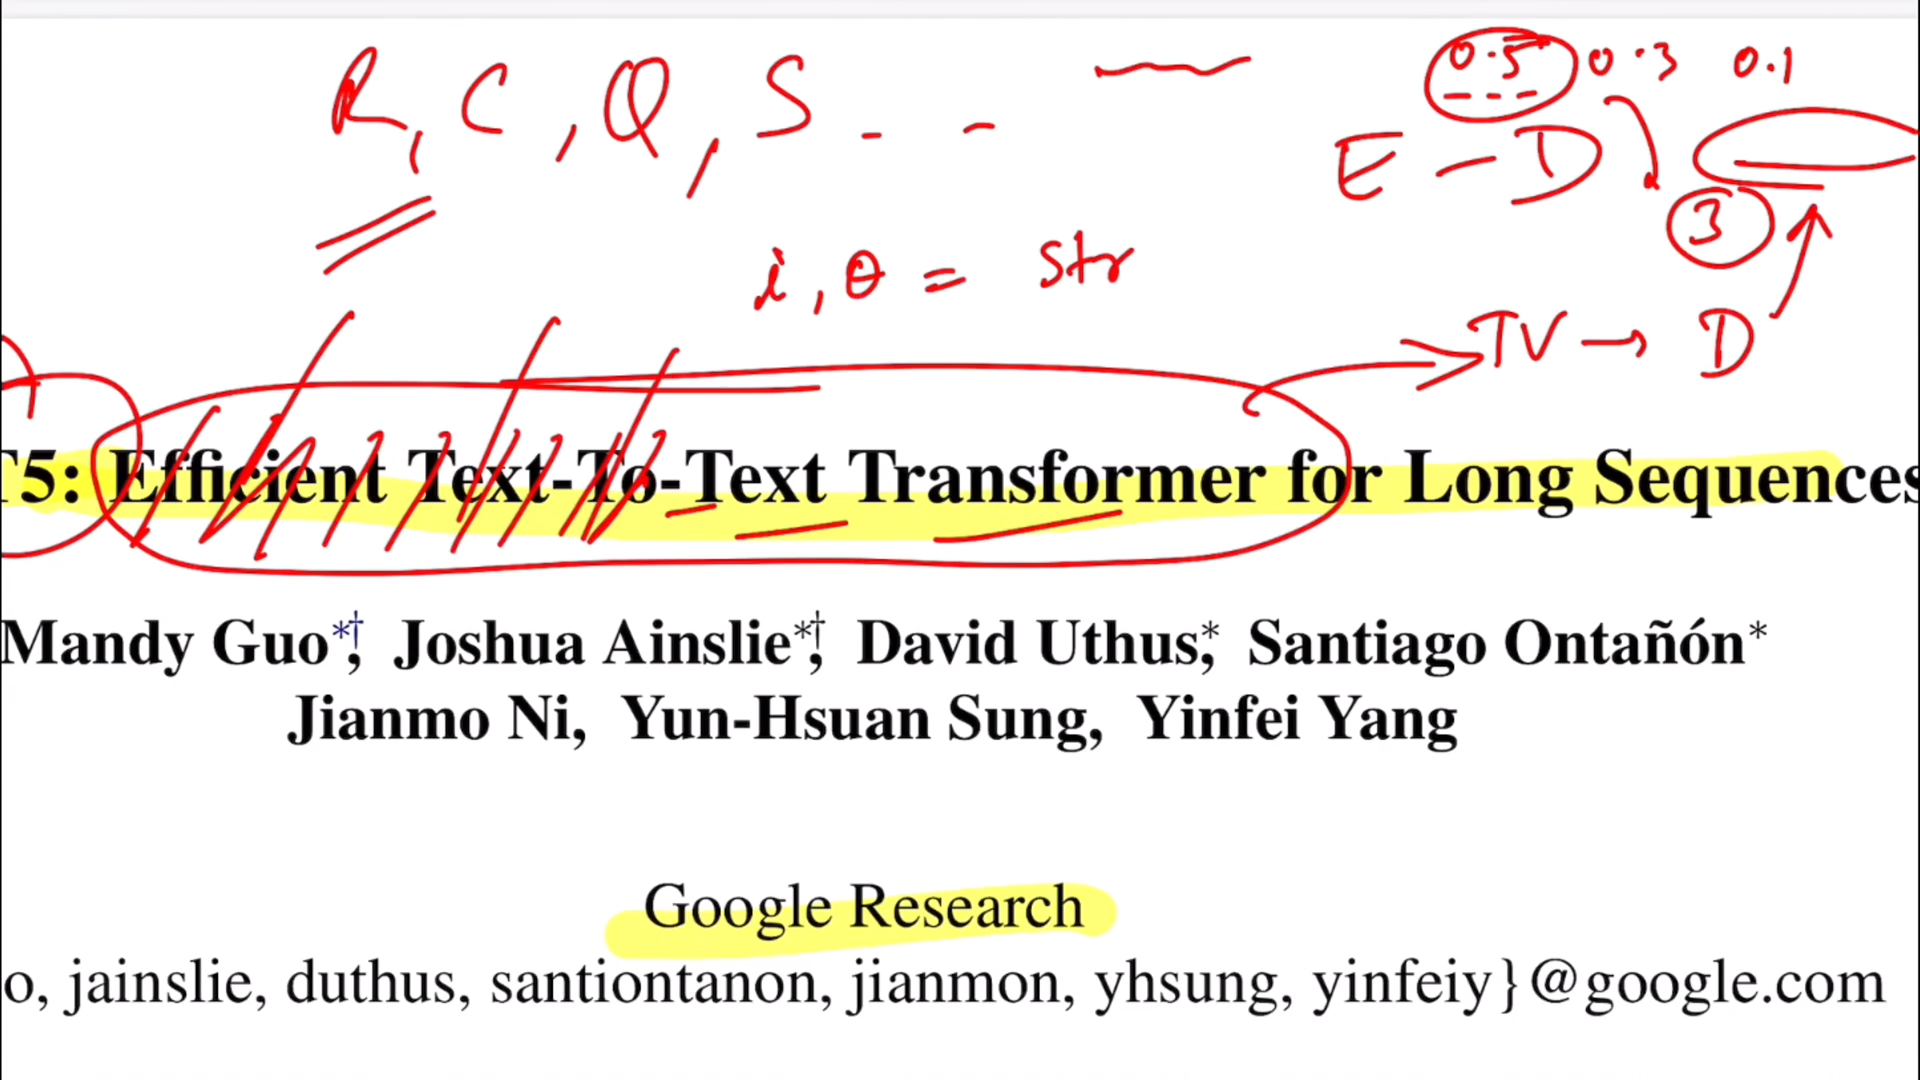 0.5 0.3 0.1
R, C, Q, S - -
E - D
3
i, θ = str
TV → D
T5: Efficient Text-To-Text Transformer for Long Sequences
Mandy Guo*†, Joshua Ainslie*†, David Uthus*, Santiago Ontañón*
Jianmo Ni, Yun-Hsuan Sung, Yinfei Yang
Google Research
o, jainslie, duthus, santiontanon, jianmon, yhsung, yinfeiy}@google.com